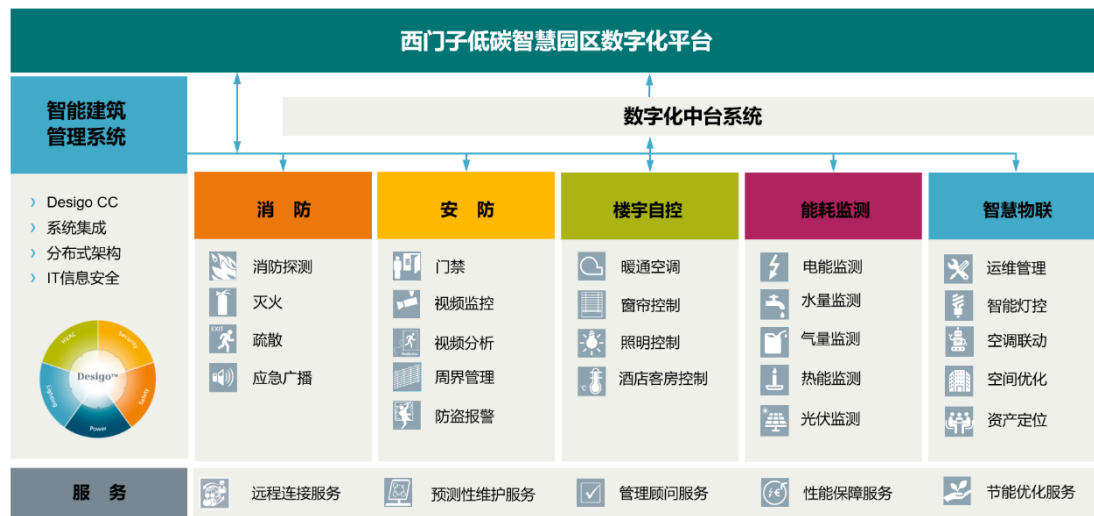 西门子低碳智慧园区数字化平台
智能建筑
管理系统
数字化中台系统
Desigo CC
系统集成
分布式架构
IT信息安全
HVAC
Security
Desigo™
Lighting
Safety
Power
消 防
消防探测
灭火
EXIT
疏散
应急广播
安 防
门禁
视频监控
视频分析
周界管理
防盗报警
楼宇自控
暖通空调
窗帘控制
照明控制
°C
酒店客房控制
能耗监测
电能监测
水量监测
气量监测
热能监测
光伏监测
智慧物联
运维管理
智能灯控
空调联动
空间优化
资产定位
服 务
远程连接服务
预测性维护服务
管理顾问服务
性能保障服务
节能优化服务